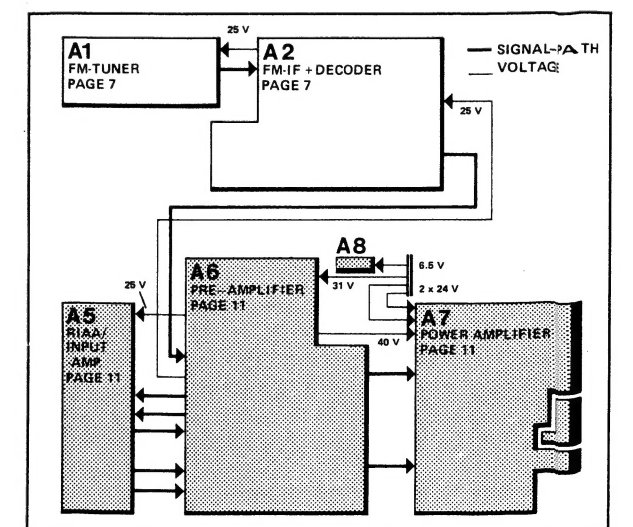 25 V
A1
FM-TUNER
PAGE 7
A2
FM-IF + DECODER
PAGE 7
SIGNAL-PATH
VOLTAGE
25 V
A8
6.5 V
31 V
2 x 24 V
A6
PRE-AMPLIFIER
PAGE 11
25 V
A5
RIAA/
INPUT
AMP
PAGE 11
A7
POWER AMPLIFIER
PAGE 11
40 V